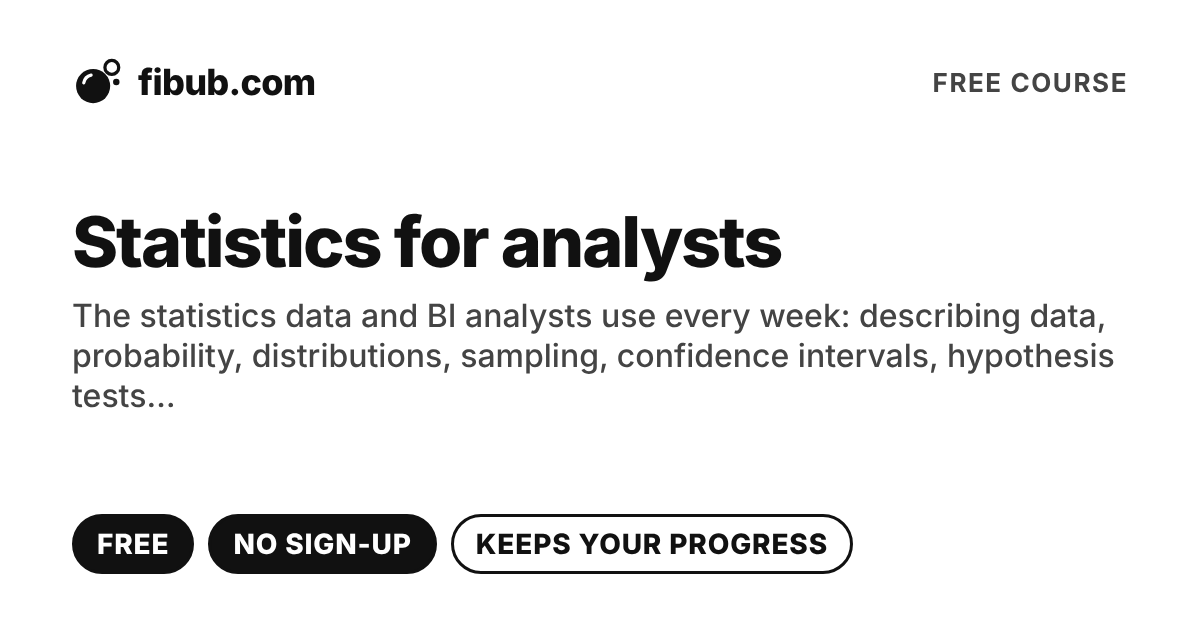 fibub.com
FREE COURSE
Statistics for analysts
The statistics data and BI analysts use every week: describing data,
probability, distributions, sampling, confidence intervals, hypothesis
tests...
FREE
NO SIGN-UP
KEEPS YOUR PROGRESS